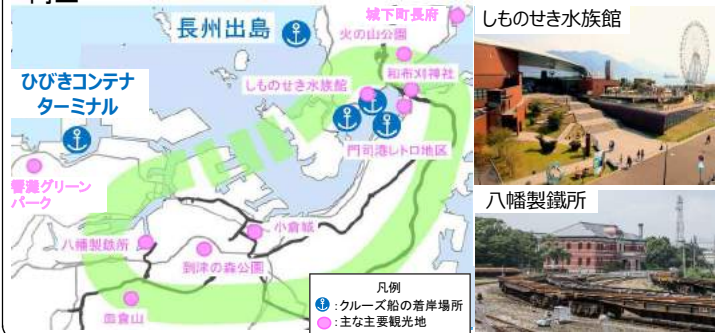 城下町長府
長州出島
火の山公園
しものせき水族館
和布刈神社
ひびきコンテナ
ターミナル
門司港レトロ地区
響灘グリーン
パーク
小倉城
八幡製鉄所
到津の森公園
皿倉山
凡例
：クルーズ船の着岸場所
：主な主要観光地
しものせき水族館
八幡製鐵所